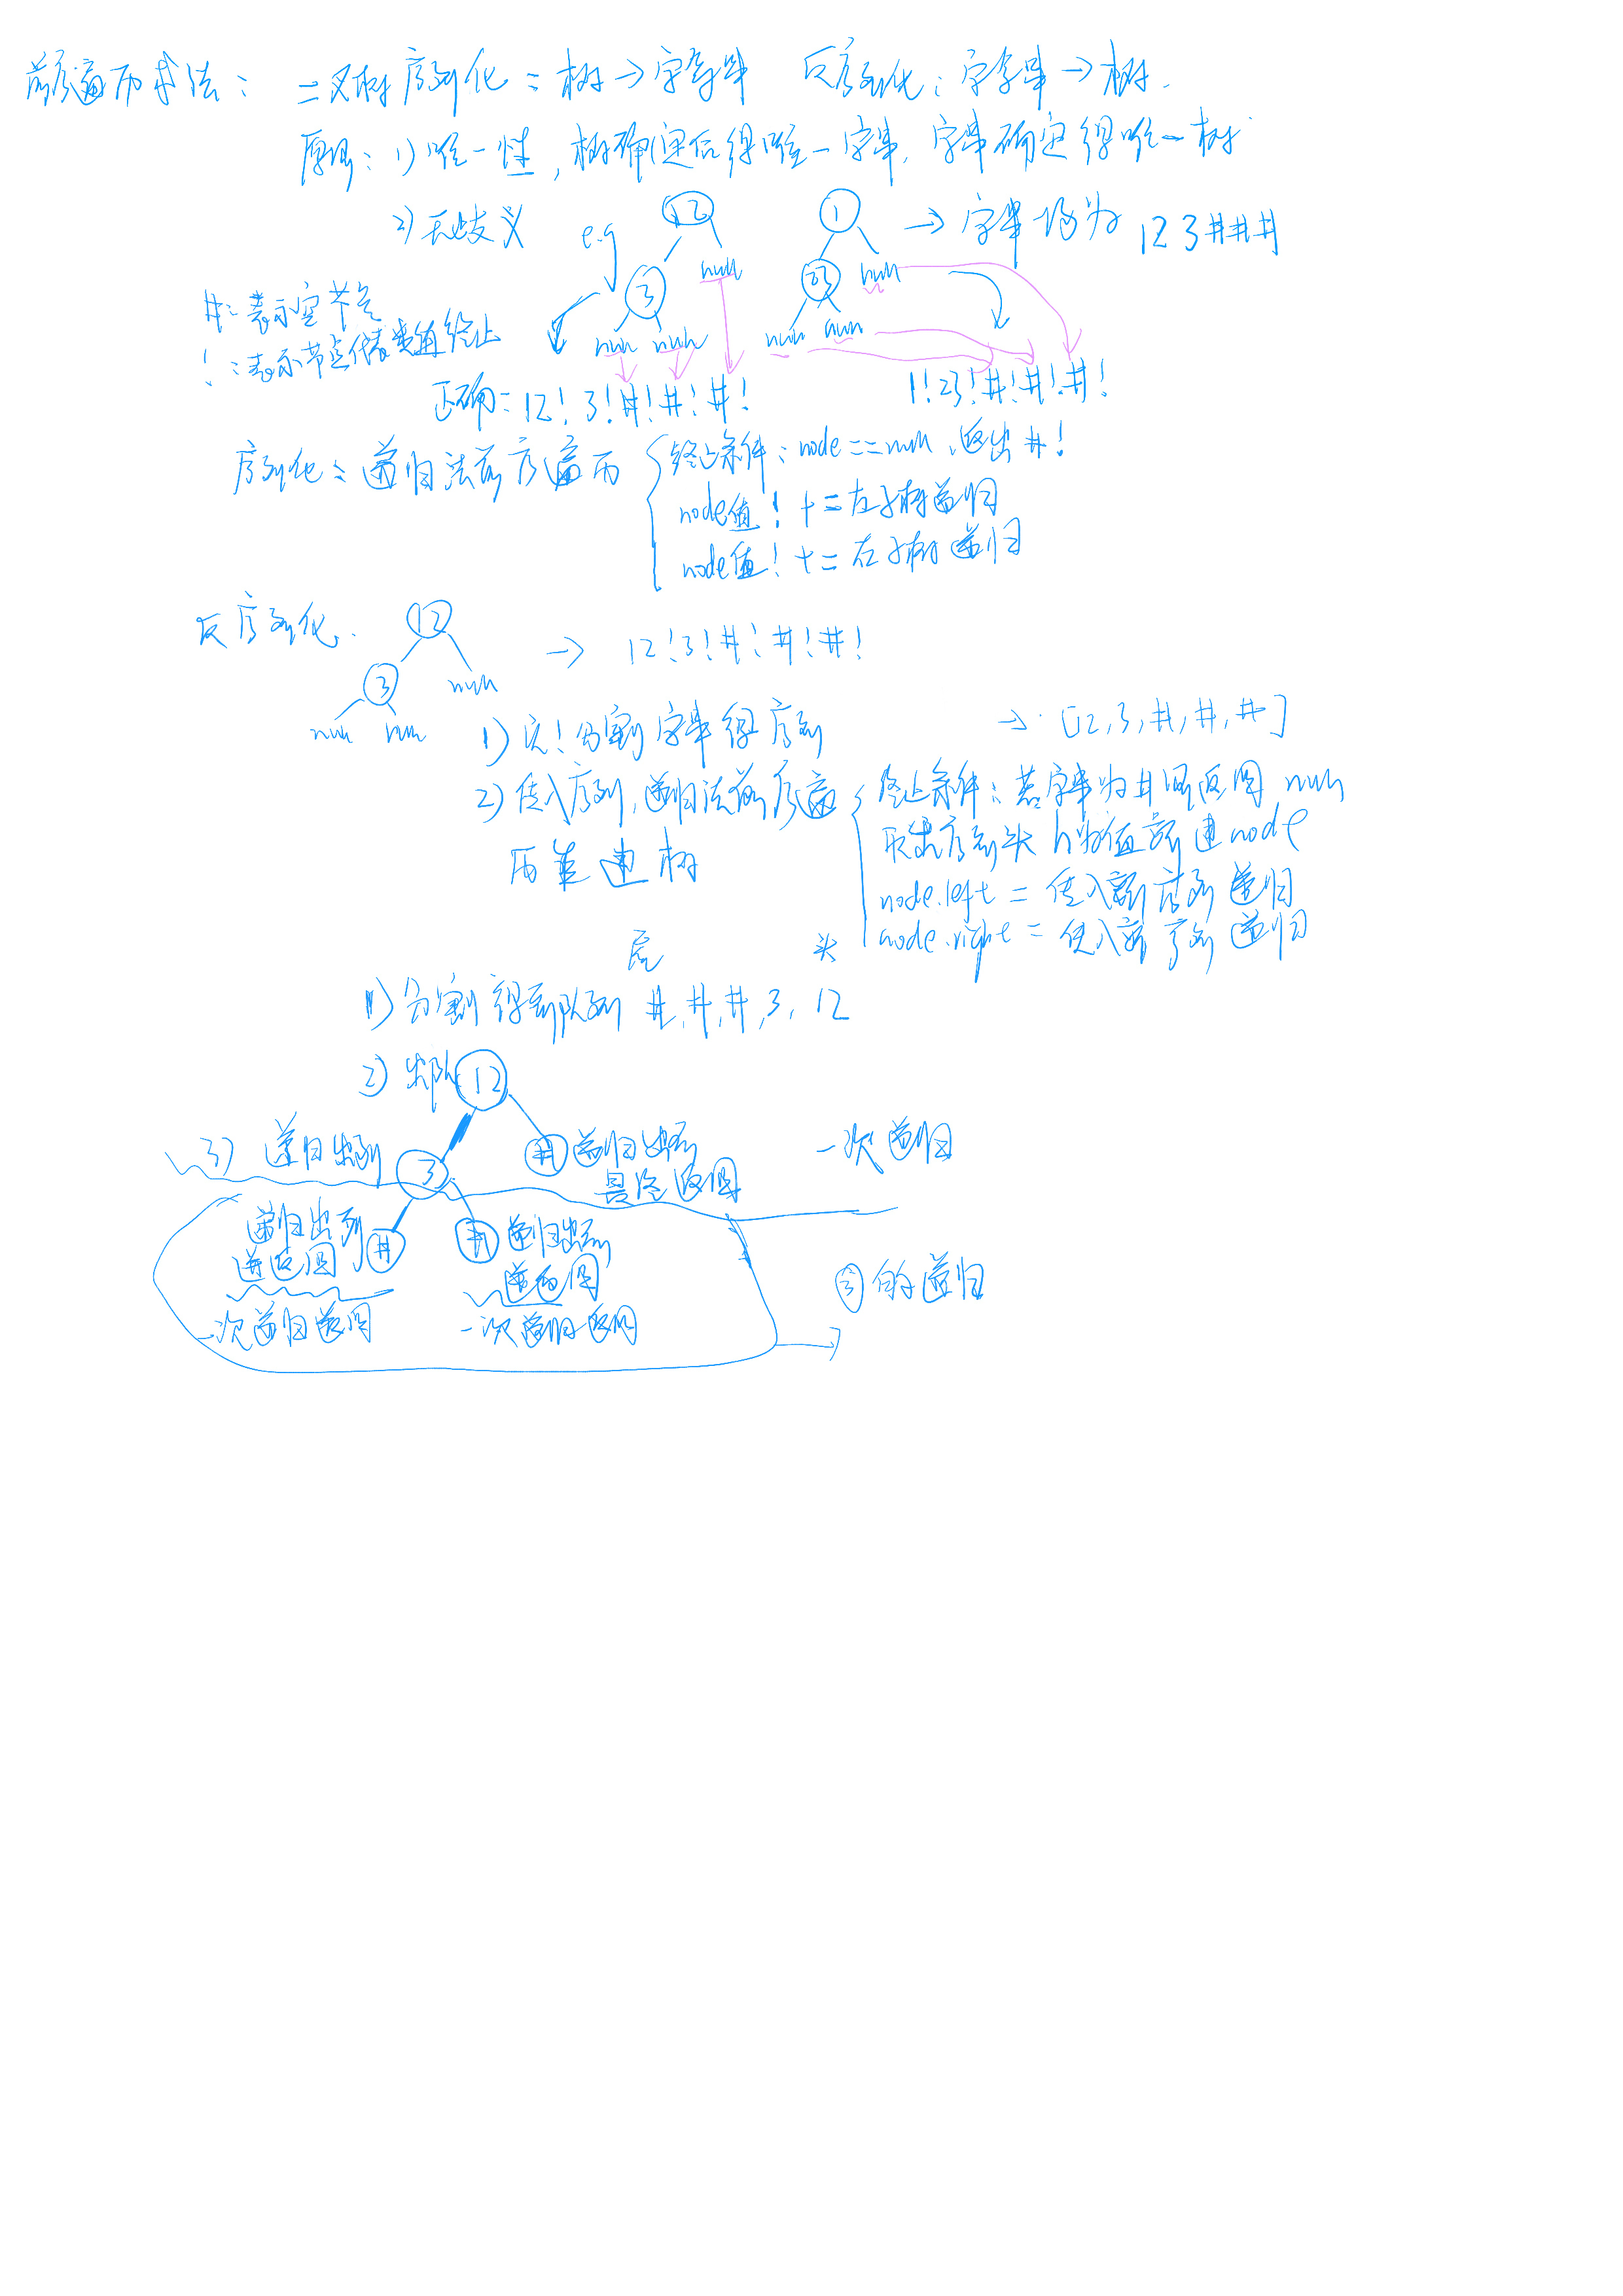 前序遍历求法：二叉树序列化：树→字符串 反序列化：字符串→树.
原则：1) 唯一性，树确定后得唯一字串，字串确定得唯一树
2) 无歧义 e.g
12
3
null
null null
1
23
null
null null
→ 字串均为 123###
#：表示空节点
!：表示节点值终止
正确：12!3!#!#!#!
1!23!#!#!#!
序列化：递归法前序遍历
终止条件：node==null，返出#!
node值! += 左子树递归
node值! += 右子树递归
反序列化.
12
3 null
null null
→ 12!3!#!#!#!
1) 以!分割字串得序列 → [12,3,#,#,#]
2) 传入序列，递归法前序遍
历重建树
终止条件：若字串为#则返回 null
取出序列头 为值新建node
node.left = 传入新序列递归
node.right = 传入新序列递归
尾 头
1) 分割得到队列 #,#,#,3,12
2) 出队 12
3) 递归出列 3
# 递归出列
最终返回
一次递归
递归出列 #
并返回
# 递归出列
并返回
一次递归返回
一次递归返回
③的递归